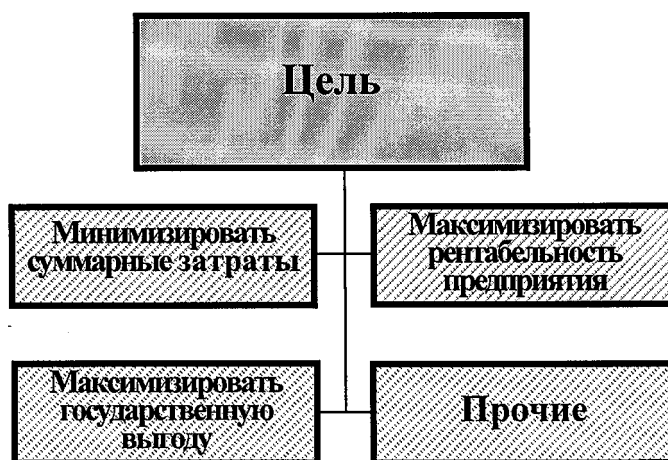 Цель
Минимизировать
суммарные затраты
Максимизировать
рентабельность
предприятия
Максимизировать
государственную
выгоду
Прочие